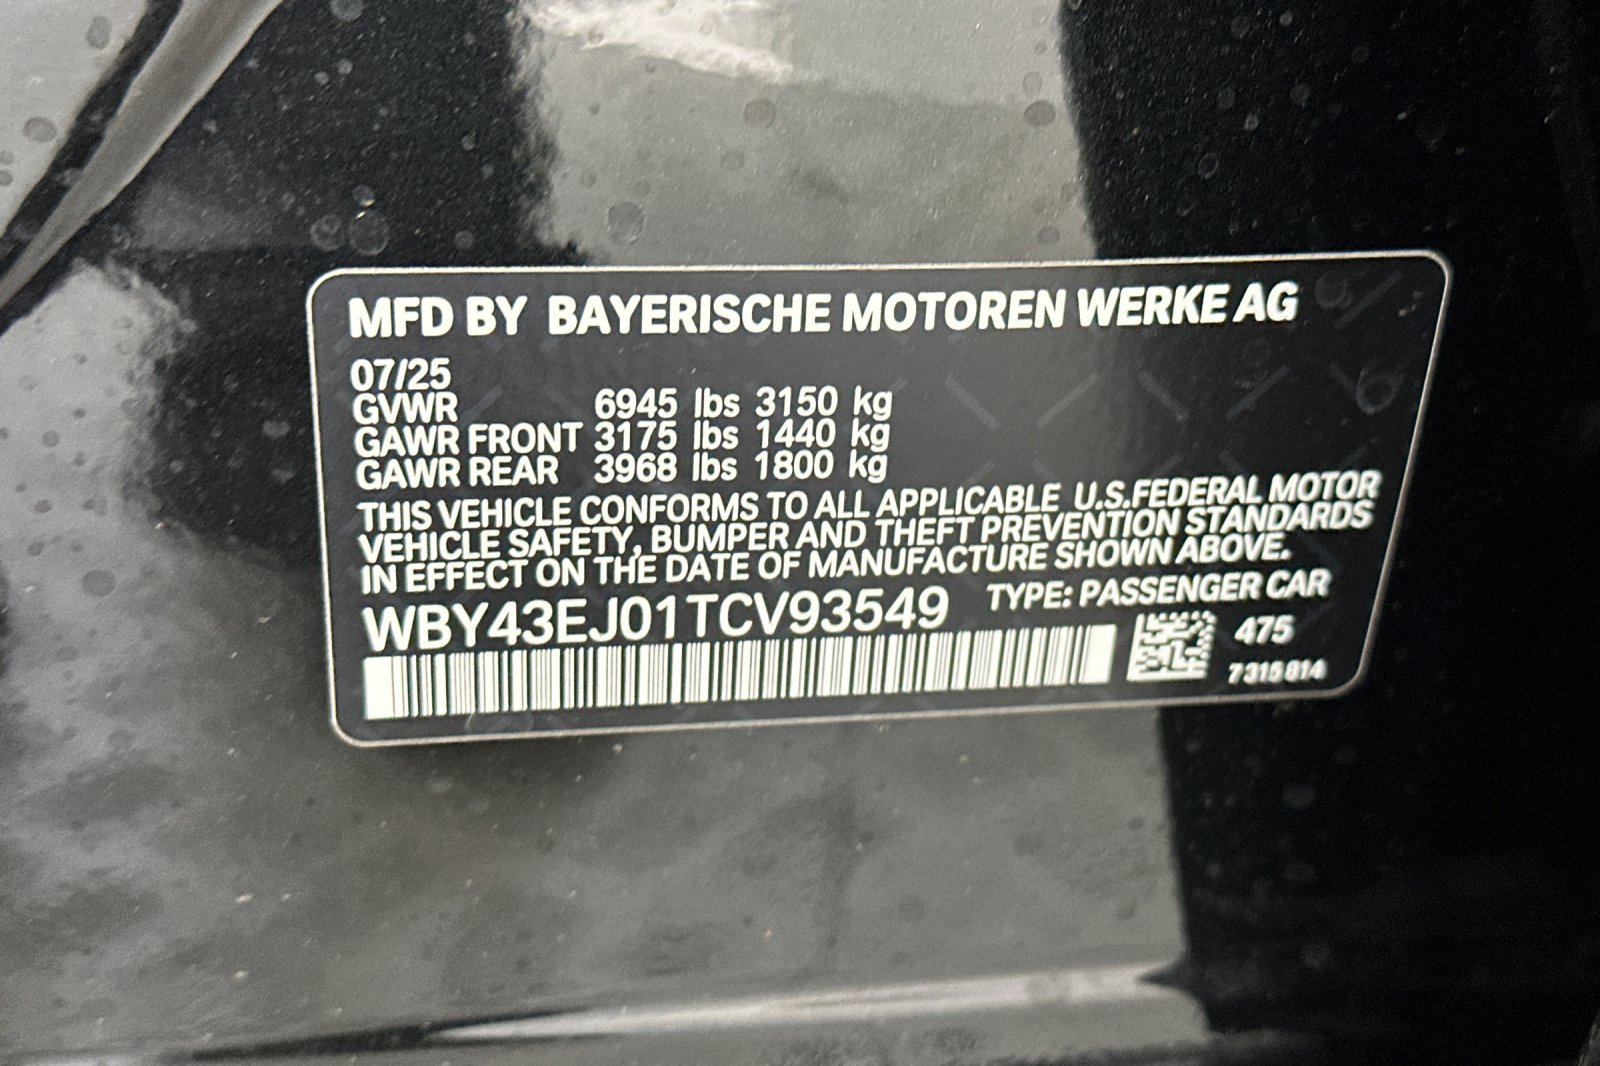 MFD BY BAYERISCHE MOTOREN WERKE AG
07/25
GVWR 6945 lbs 3150 kg
GAWR FRONT 3175 lbs 1440 kg
GAWR REAR 3968 lbs 1800 kg
THIS VEHICLE CONFORMS TO ALL APPLICABLE U.S.FEDERAL MOTOR
VEHICLE SAFETY, BUMPER AND THEFT PREVENTION STANDARDS
IN EFFECT ON THE DATE OF MANUFACTURE SHOWN ABOVE.
WBY43EJ01TCV93549 TYPE: PASSENGER CAR
475
7315814